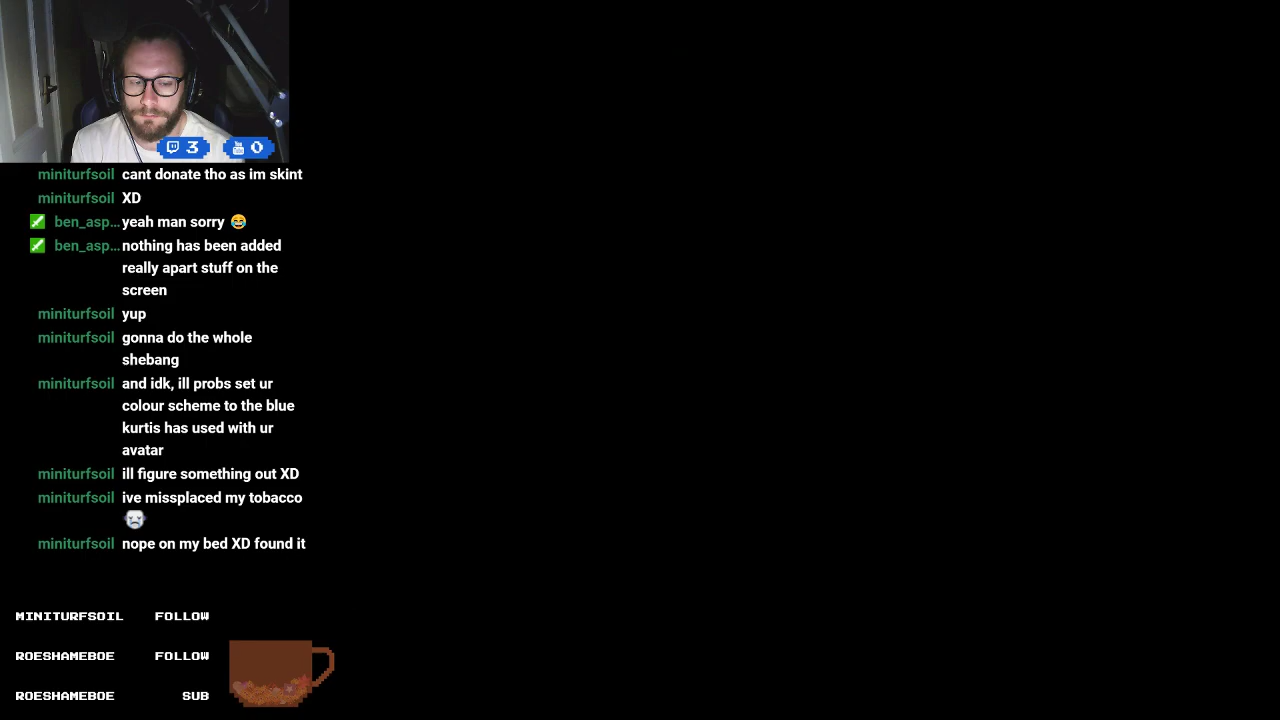 3 0
miniturfsoil cant donate tho as im skint
miniturfsoil XD
ben_asp... yeah man sorry 😂
ben_asp... nothing has been added
really apart stuff on the
screen
miniturfsoil yup
miniturfsoil gonna do the whole
shebang
miniturfsoil and idk, ill probs set ur
colour scheme to the blue
kurtis has used with ur
avatar
miniturfsoil ill figure something out XD
miniturfsoil ive missplaced my tobacco
miniturfsoil nope on my bed XD found it
MINITURFSOIL FOLLOW
ROESHAMEBOE FOLLOW
ROESHAMEBOE SUB